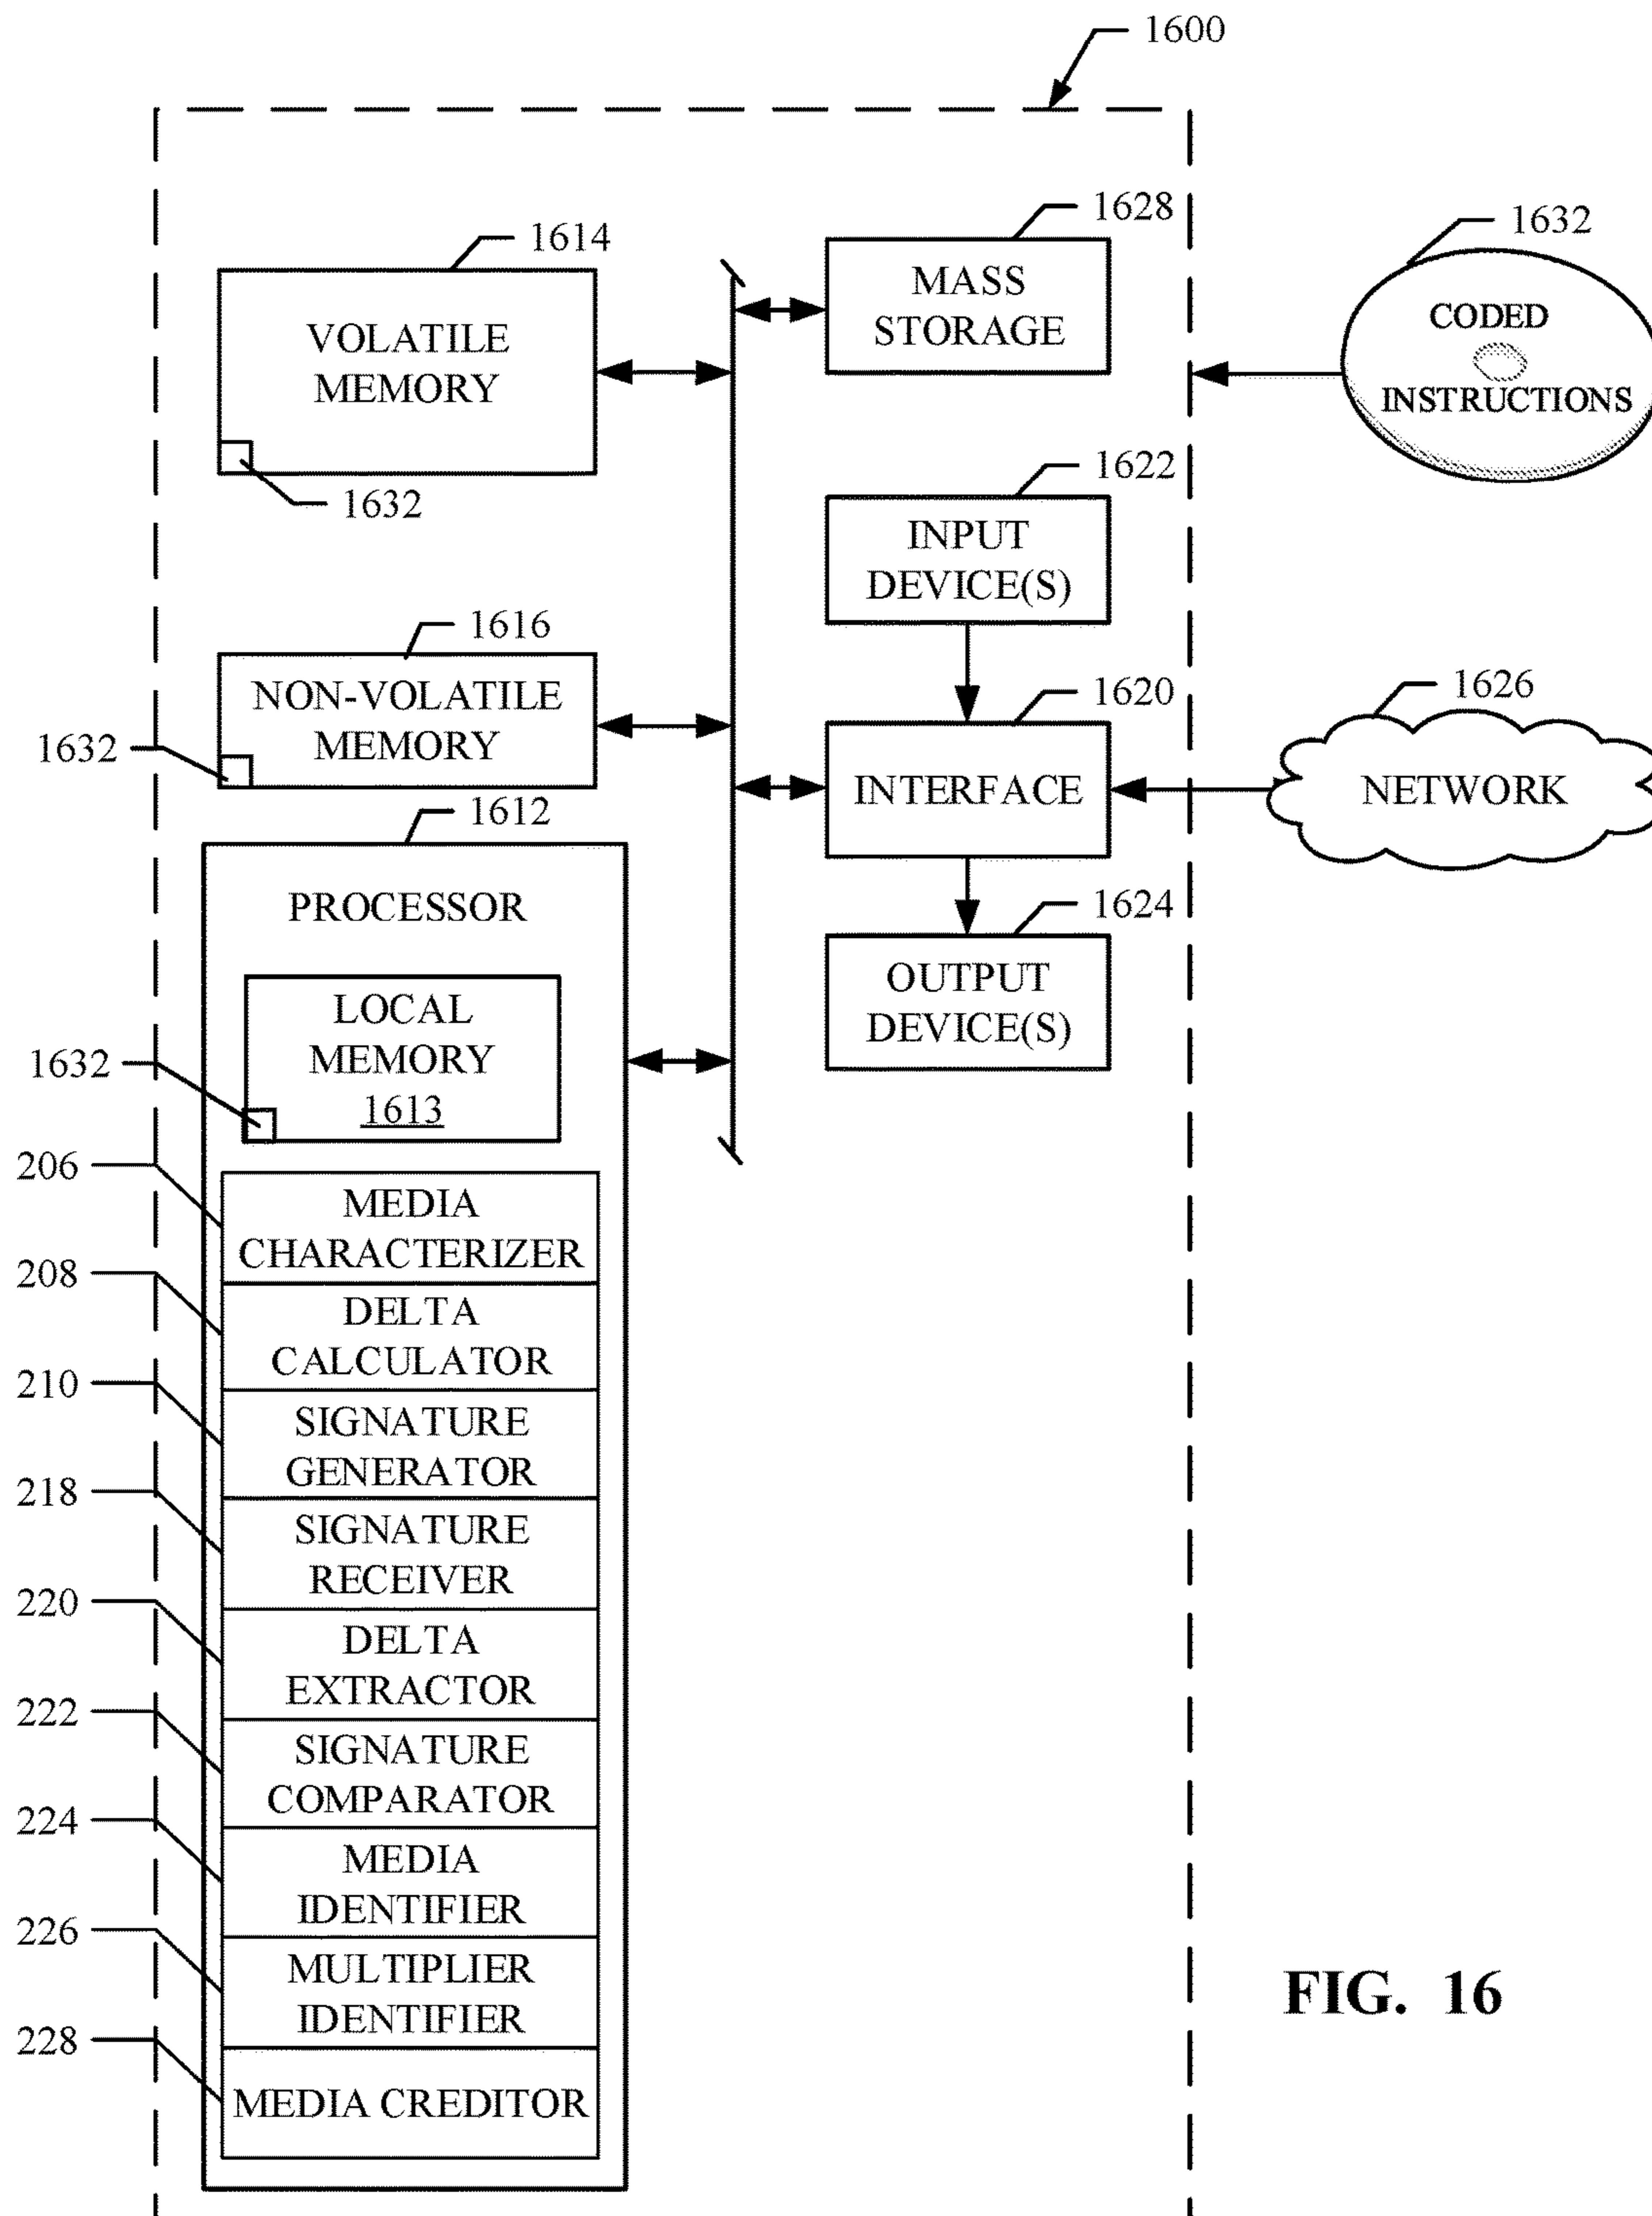 1600
1614
VOLATILE
MEMORY
1632
1628
MASS
STORAGE
1632
CODED
INSTRUCTIONS
1622
INPUT
DEVICE(S)
1616
NON-VOLATILE
MEMORY
1632
1620
INTERFACE
1626
NETWORK
1624
OUTPUT
DEVICE(S)
1612
PROCESSOR
LOCAL
MEMORY
1613
1632
206
MEDIA
CHARACTERIZER
208
DELTA
CALCULATOR
210
SIGNATURE
GENERATOR
218
SIGNATURE
RECEIVER
220
DELTA
EXTRACTOR
222
SIGNATURE
COMPARATOR
224
MEDIA
IDENTIFIER
226
MULTIPLIER
IDENTIFIER
228
MEDIA CREDITOR
FIG. 16